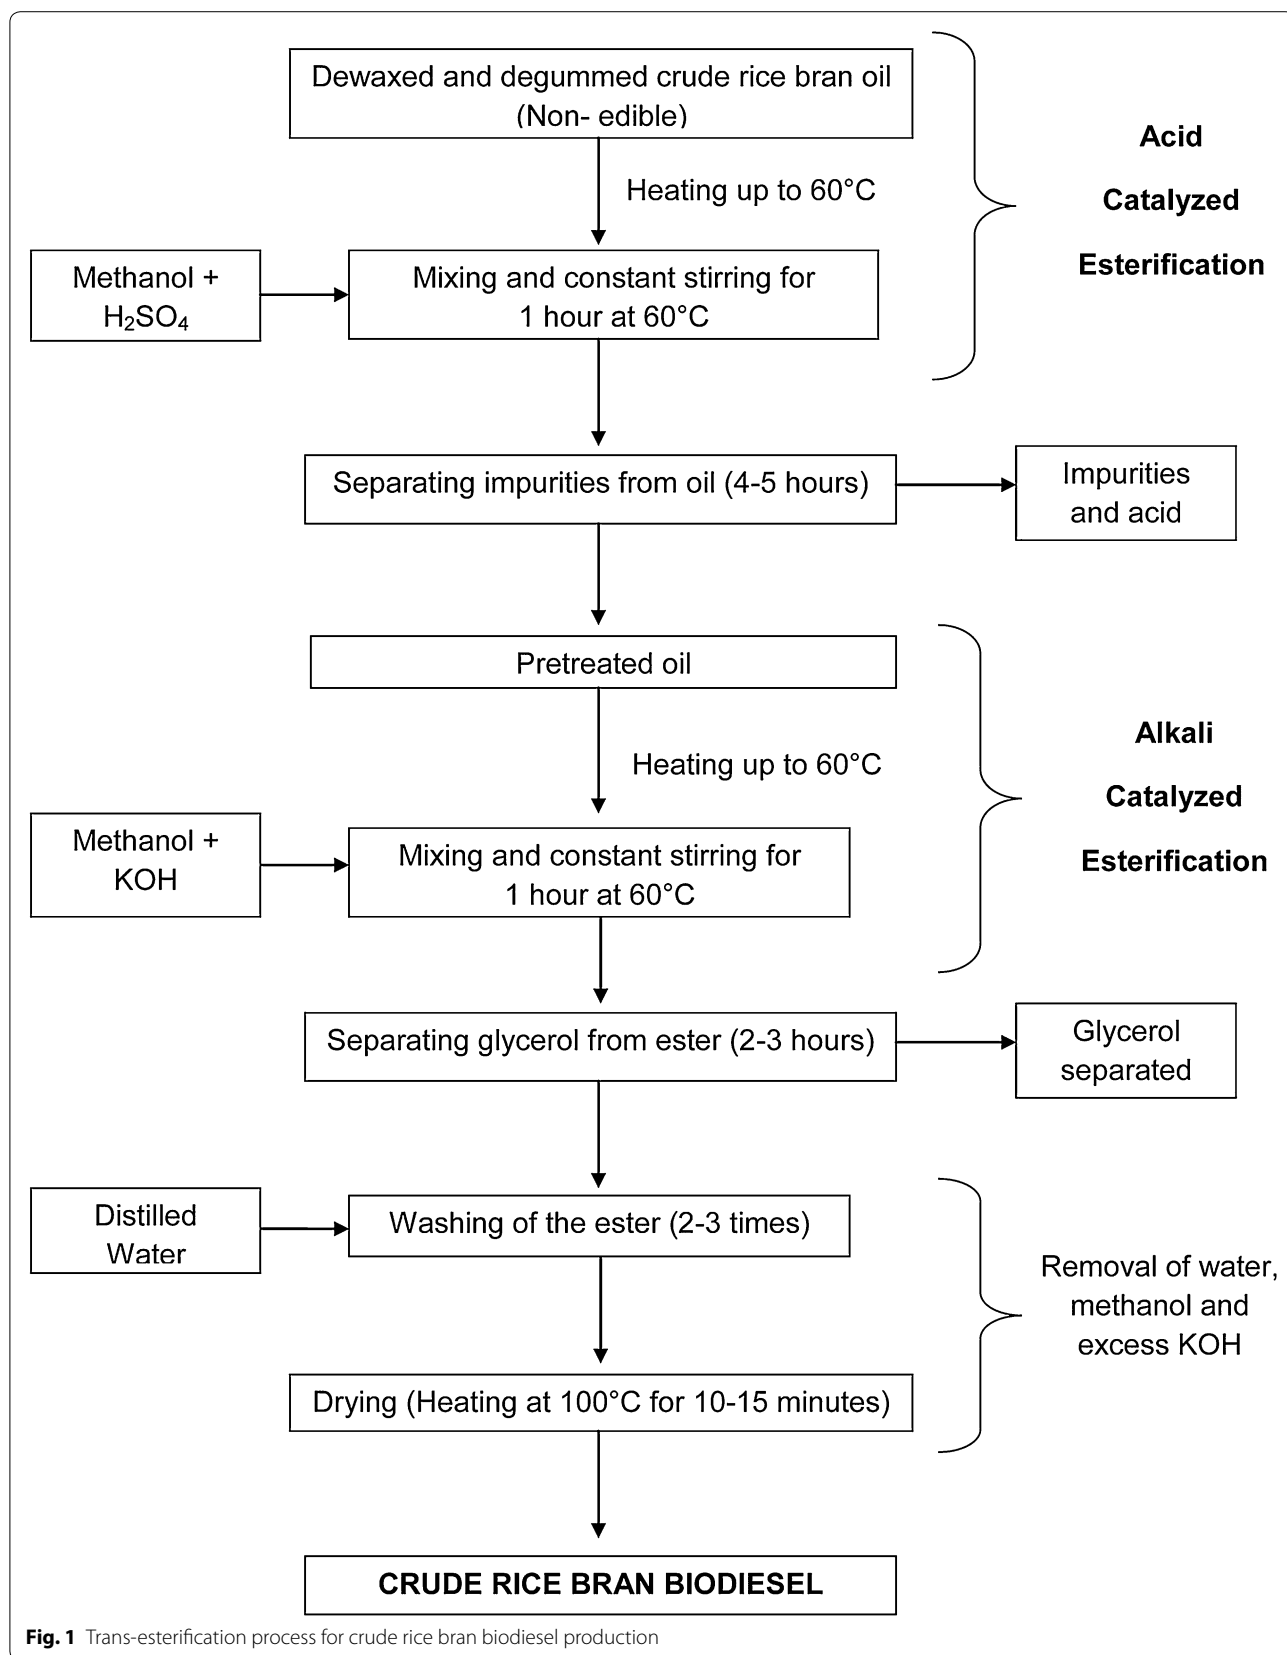 Dewaxed and degummed crude rice bran oil
(Non- edible)
Acid
Catalyzed
Esterification
Heating up to 60°C
Methanol +
H₂SO₄
Mixing and constant stirring for
1 hour at 60°C
Separating impurities from oil (4-5 hours)
Impurities
and acid
Pretreated oil
Alkali
Catalyzed
Esterification
Heating up to 60°C
Methanol +
KOH
Mixing and constant stirring for
1 hour at 60°C
Separating glycerol from ester (2-3 hours)
Glycerol
separated
Distilled
Water
Washing of the ester (2-3 times)
Removal of water,
methanol and
excess KOH
Drying (Heating at 100°C for 10-15 minutes)
CRUDE RICE BRAN BIODIESEL
Fig. 1 Trans-esterification process for crude rice bran biodiesel production